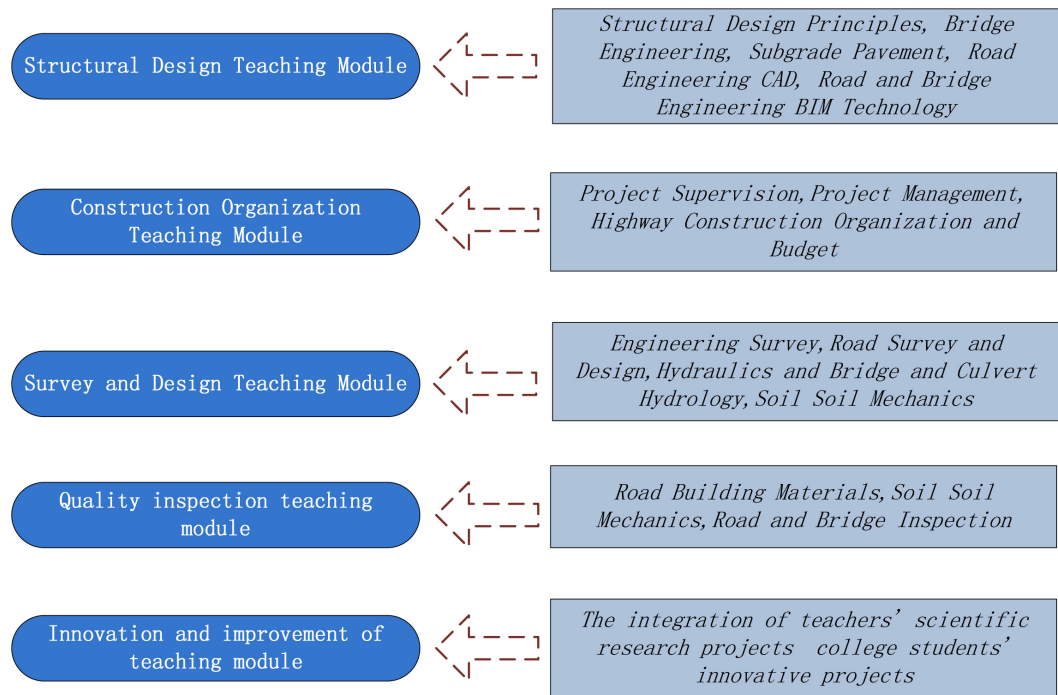 Structural Design Teaching Module
Structural Design Principles, Bridge
Engineering, Subgrade Pavement, Road
Engineering CAD, Road and Bridge
Engineering BIM Technology
Construction Organization
Teaching Module
Project Supervision,Project Management,
Highway Construction Organization and
Budget
Survey and Design Teaching Module
Engineering Survey,Road Survey and
Design,Hydraulics and Bridge and Culvert
Hydrology,Soil Soil Mechanics
Quality inspection teaching
module
Road Building Materials,Soil Soil
Mechanics,Road and Bridge Inspection
Innovation and improvement of
teaching module
The integration of teachers’ scientific
research projects  college students’
innovative projects